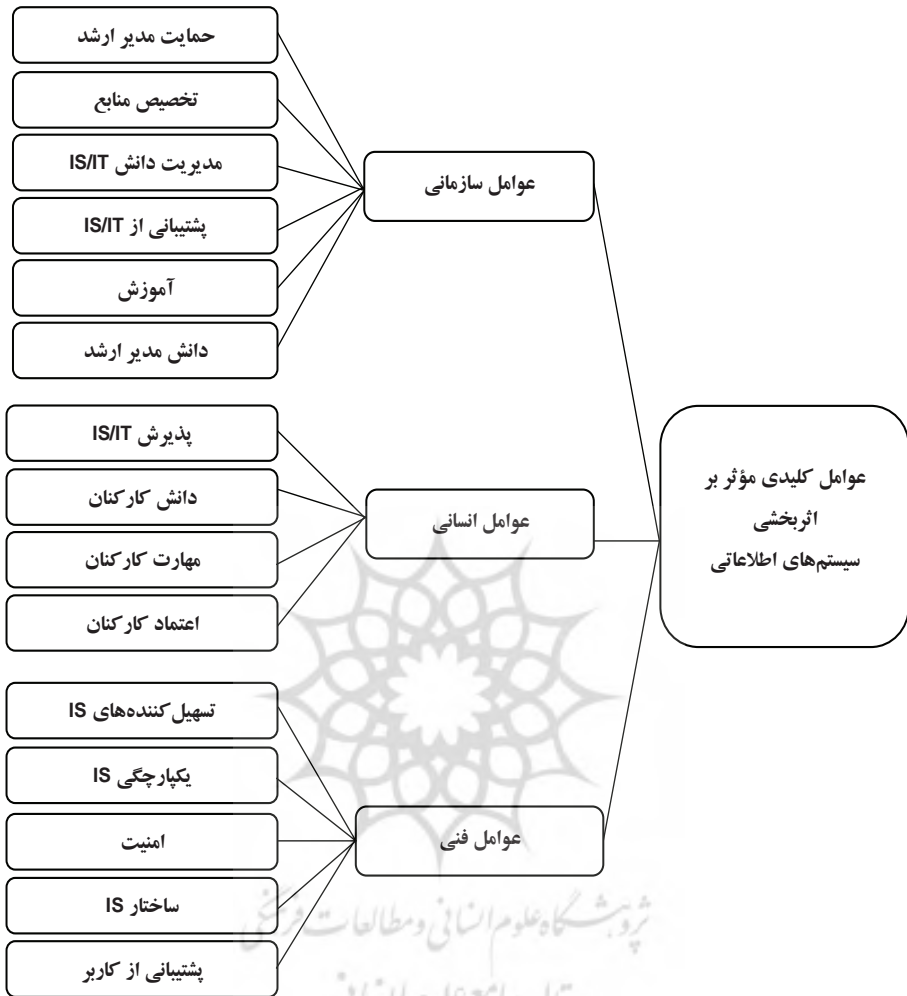 عوامل کلیدی مؤثر بر
اثربخشی
سیستم‌های اطلاعاتی
عوامل سازمانی
حمایت مدیر ارشد
تخصیص منابع
مدیریت دانش IS/IT
پشتیبانی از IS/IT
آموزش
دانش مدیر ارشد
عوامل انسانی
پذیرش IS/IT
دانش کارکنان
مهارت کارکنان
اعتماد کارکنان
عوامل فنی
تسهیل‌کننده‌های IS
یکپارچگی IS
امنیت
ساختار IS
پشتیبانی از کاربر
پژوهشگاه علوم انسانی و مطالعات فرهنگی